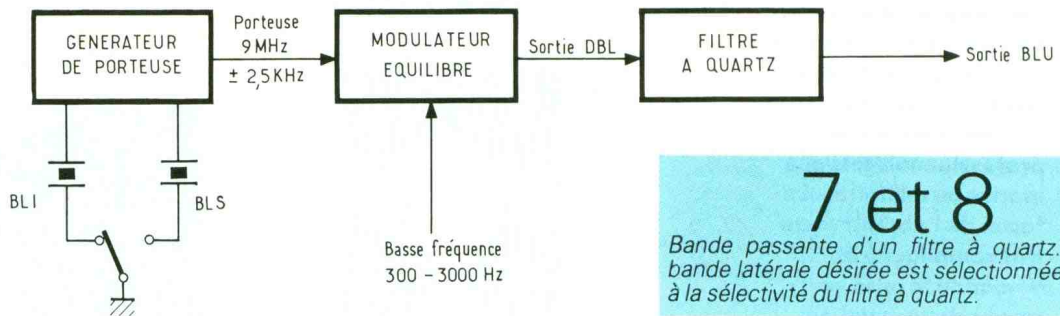 GENERATEUR
DE PORTEUSE
Porteuse
9 MHz
± 2,5 KHz
MODULATEUR
EQUILIBRE
Sortie DBL
FILTRE
A QUARTZ
Sortie BLU
BLI
BLS
Basse fréquence
300 - 3000 Hz
7 et 8
Bande passante d'un filtre à quartz.
bande latérale désirée est sélectionnée
à la sélectivité du filtre à quartz.